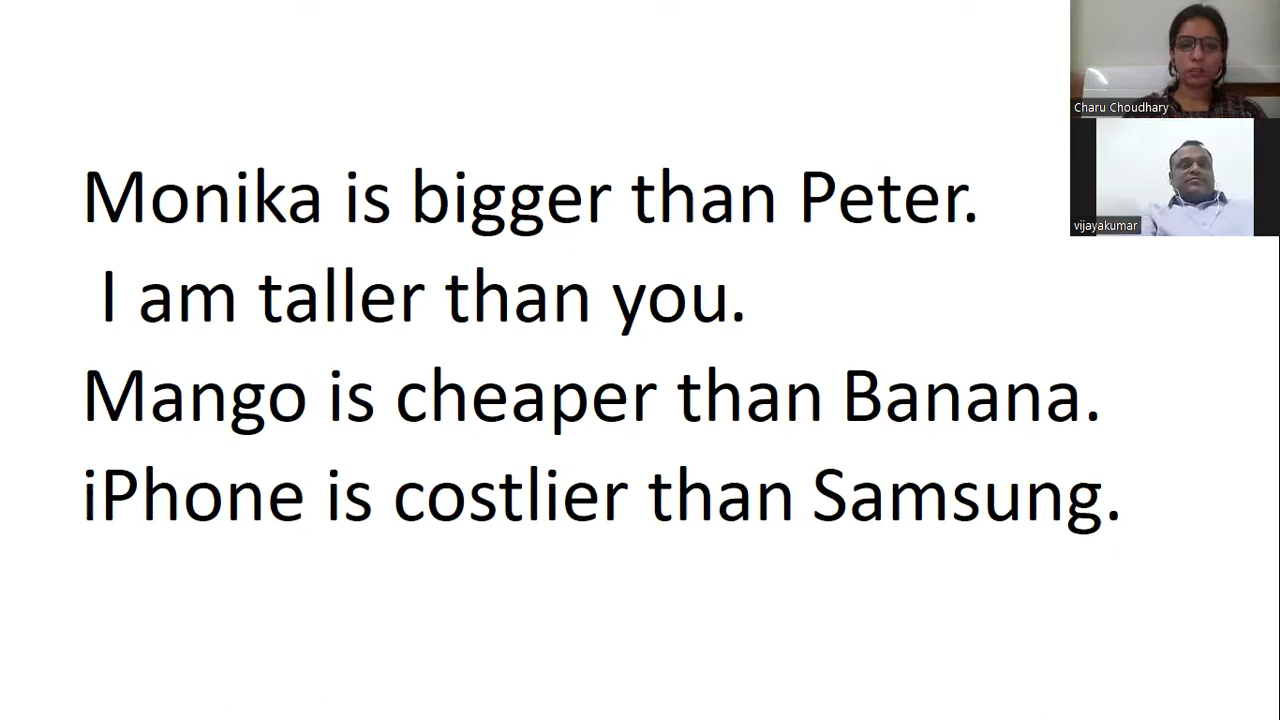 Charu Choudhary
vijayakumar
Monika is bigger than Peter.
I am taller than you.
Mango is cheaper than Banana.
iPhone is costlier than Samsung.